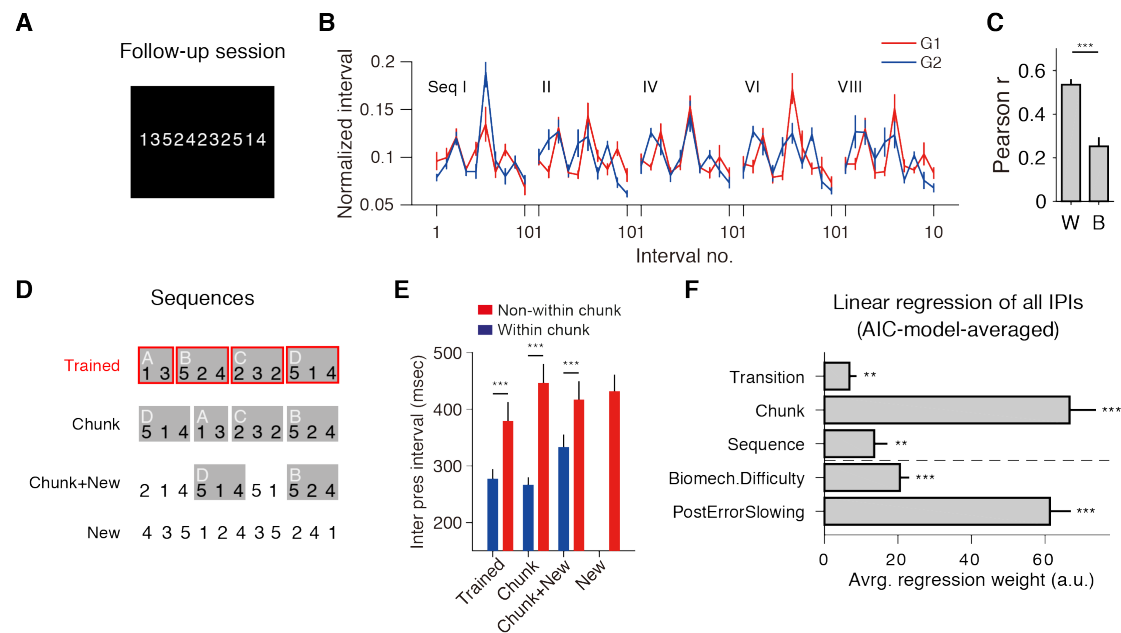 A
Follow-up session
13524232514
B
Normalized interval
0.2
0.15
0.1
0.05
Seq I
II
IV
VI
VIII
G1
G2
1
101
101
101
101
10
Interval no.
C
Pearson r
0.6
0.4
0.2
0
***
W
B
D
Sequences
Trained
A
1 3
B
5 2 4
C
2 3 2
D
5 1 4
Chunk
D
5 1 4
A
1 3
C
2 3 2
B
5 2 4
Chunk+New
2 1 4
D
5 1 4
5 1
B
5 2 4
New
4 3 5 1 2 4 3 5 2 4 1
E
Non-within chunk
Within chunk
Inter pres interval (msec)
500
400
300
200
***
***
***
Trained
Chunk
Chunk+New
New
F
Linear regression of all IPIs
(AIC-model-averaged)
Transition
**
Chunk
***
Sequence
**
Biomech.Difficulty
***
PostErrorSlowing
***
0
20
40
60
Avrg. regression weight (a.u.)